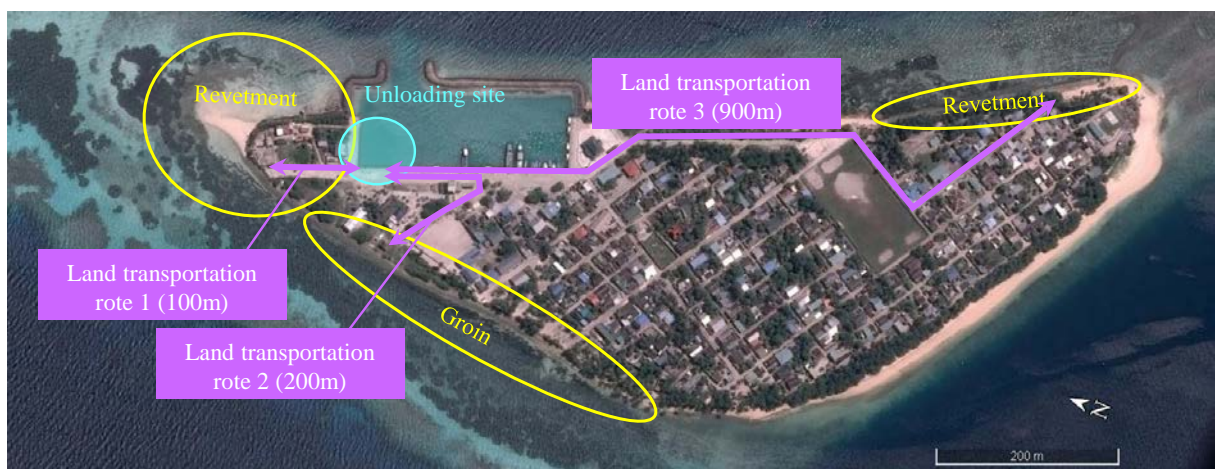 Revetment
Unloading site
Land transportation
rote 3 (900m)
Revetment
Land transportation
rote 1 (100m)
Groin
Land transportation
rote 2 (200m)
N
200 m